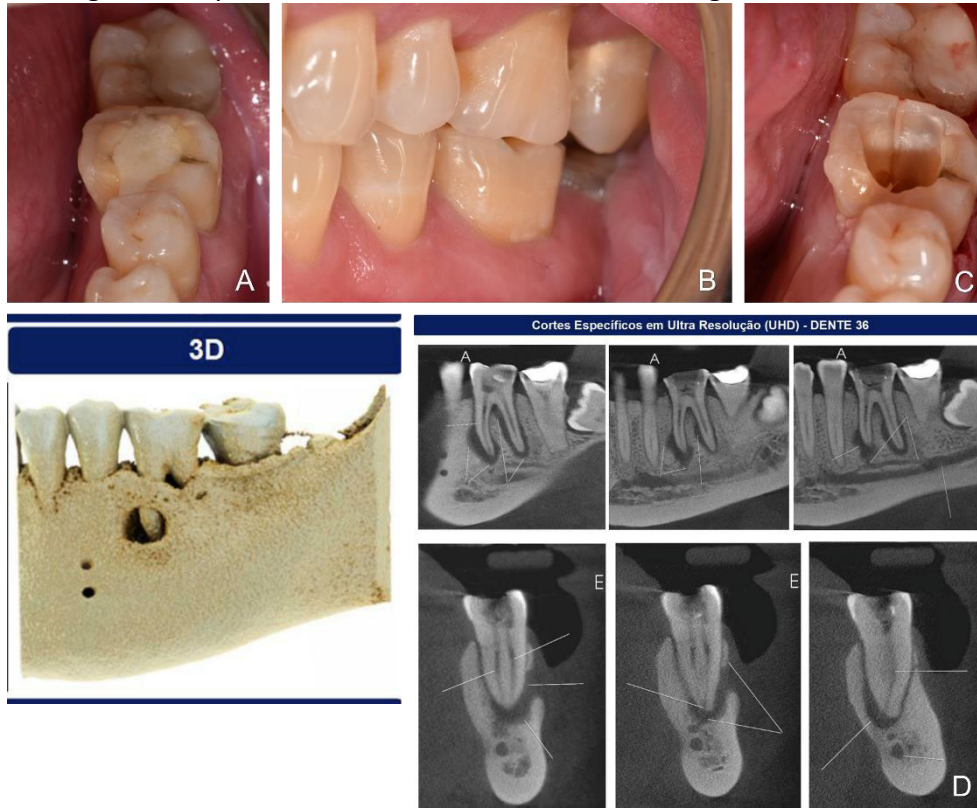 A
B
C
3D
Cortes Específicos em Ultra Resolução (UHD) - DENTE 36
A
A
A
E
E
D